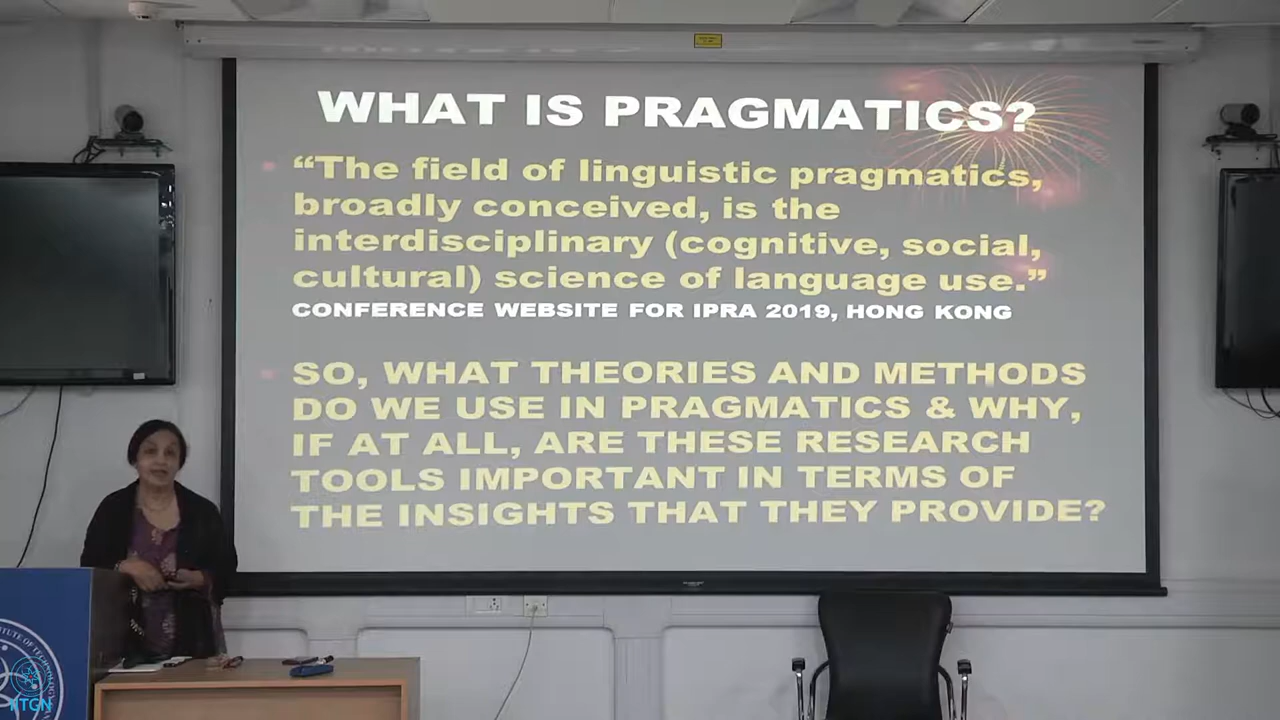 WHAT IS PRAGMATICS?
“The field of linguistic pragmatics,
broadly conceived, is the
interdisciplinary (cognitive, social,
cultural) science of language use.”
CONFERENCE WEBSITE FOR IPRA 2019, HONG KONG
SO, WHAT THEORIES AND METHODS
DO WE USE IN PRAGMATICS & WHY,
IF AT ALL, ARE THESE RESEARCH
TOOLS IMPORTANT IN TERMS OF
THE INSIGHTS THAT THEY PROVIDE?
OF TECHNOLOGY
IITGN